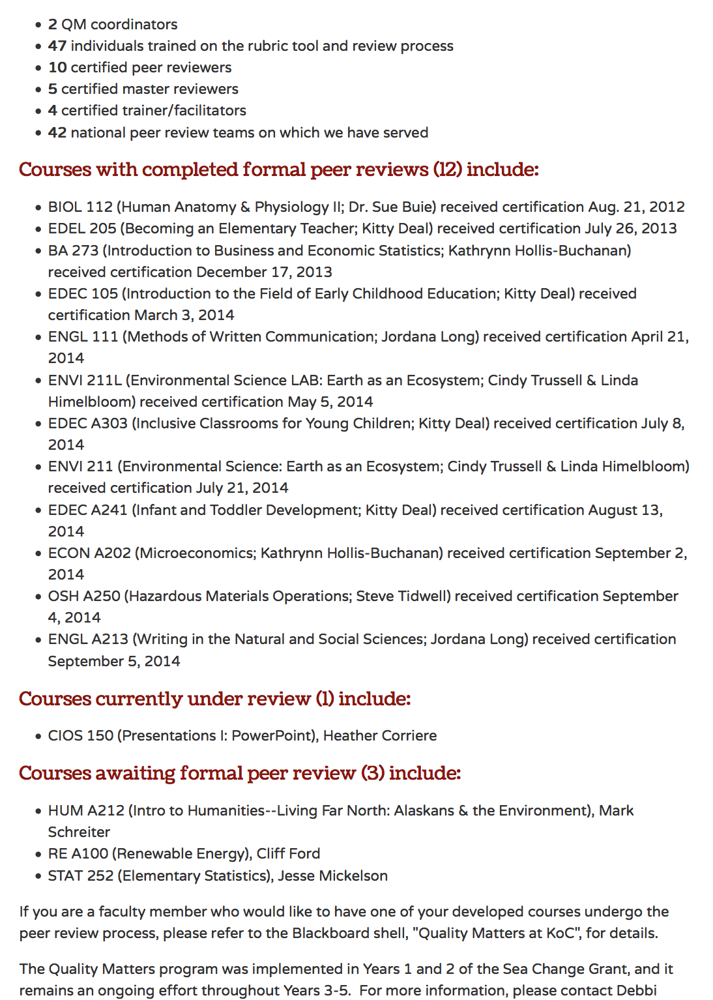 • 2 QM coordinators
• 47 individuals trained on the rubric tool and review process
• 10 certified peer reviewers
• 5 certified master reviewers
• 4 certified trainer/facilitators
• 42 national peer review teams on which we have served
Courses with completed formal peer reviews (12) include:
• BIOL 112 (Human Anatomy & Physiology II; Dr. Sue Buie) received certification Aug. 21, 2012
• EDEL 205 (Becoming an Elementary Teacher; Kitty Deal) received certification July 26, 2013
• BA 273 (Introduction to Business and Economic Statistics; Kathrynn Hollis-Buchanan)
received certification December 17, 2013
• EDEC 105 (Introduction to the Field of Early Childhood Education; Kitty Deal) received
certification March 3, 2014
• ENGL 111 (Methods of Written Communication; Jordana Long) received certification April 21,
2014
• ENVI 211L (Environmental Science LAB: Earth as an Ecosystem; Cindy Trussell & Linda
Himelbloom) received certification May 5, 2014
• EDEC A303 (Inclusive Classrooms for Young Children; Kitty Deal) received certification July 8,
2014
• ENVI 211 (Environmental Science: Earth as an Ecosystem; Cindy Trussell & Linda Himelbloom)
received certification July 21, 2014
• EDEC A241 (Infant and Toddler Development; Kitty Deal) received certification August 13,
2014
• ECON A202 (Microeconomics; Kathrynn Hollis-Buchanan) received certification September 2,
2014
• OSH A250 (Hazardous Materials Operations; Steve Tidwell) received certification September
4, 2014
• ENGL A213 (Writing in the Natural and Social Sciences; Jordana Long) received certification
September 5, 2014
Courses currently under review (1) include:
• CIOS 150 (Presentations I: PowerPoint), Heather Corriere
Courses awaiting formal peer review (3) include:
• HUM A212 (Intro to Humanities--Living Far North: Alaskans & the Environment), Mark
Schreiter
• RE A100 (Renewable Energy), Cliff Ford
• STAT 252 (Elementary Statistics), Jesse Mickelson
If you are a faculty member who would like to have one of your developed courses undergo the
peer review process, please refer to the Blackboard shell, "Quality Matters at KoC", for details.
The Quality Matters program was implemented in Years 1 and 2 of the Sea Change Grant, and it
remains an ongoing effort throughout Years 3-5.  For more information, please contact Debbi